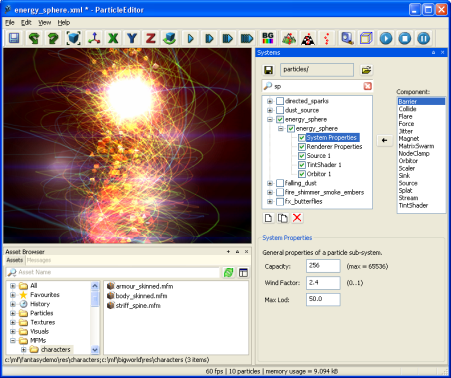 energy_sphere.xml * - ParticleEditor
File Edit View Help
X Y Z BG
Systems
particles/
sp
directed_sparks
dust_source
energy_sphere
energy_sphere
System Properties
Renderer Properties
Source 1
TintShader 1
Orbitor 1
falling_dust
fire_shimmer_smoke_embers
fx_butterflies
Component:
Barrier
Collide
Flare
Force
Jitter
Magnet
MatrixSwarm
NodeClamp
Orbitor
Scaler
Sink
Source
Splat
Stream
TintShader
System Properties
General properties of a particle sub-system.
Capacity: 256 (max = 65536)
Wind Factor: 2.4 (0..1)
Max Lod: 50.0
Asset Browser
Assets Messages
Asset Name
All
Favourites
History
Particles
Textures
Visuals
MFMs
characters
armour_skinned.mfm
body_skinned.mfm
striff_spine.mfm
c:\mf\fantasydemo\res\characters;c:\mf\bigworld\res\characters (3 items)
60 fps | 10 particles | memory usage = 9.094 kB